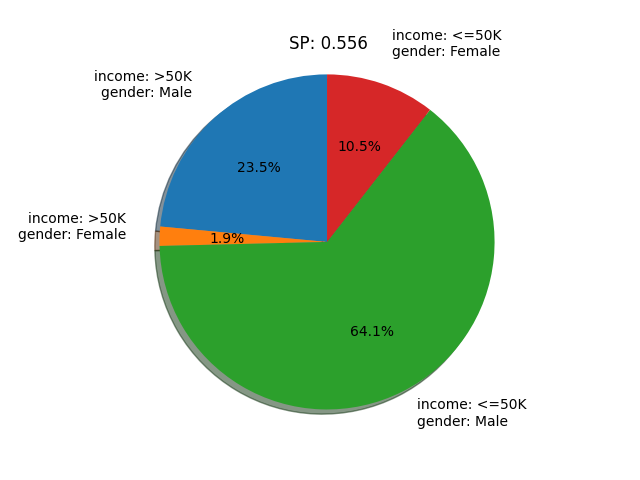 SP: 0.556
income: <=50K
gender: Female
income: >50K
gender: Male
10.5%
23.5%
income: >50K
gender: Female
1.9%
64.1%
income: <=50K
gender: Male